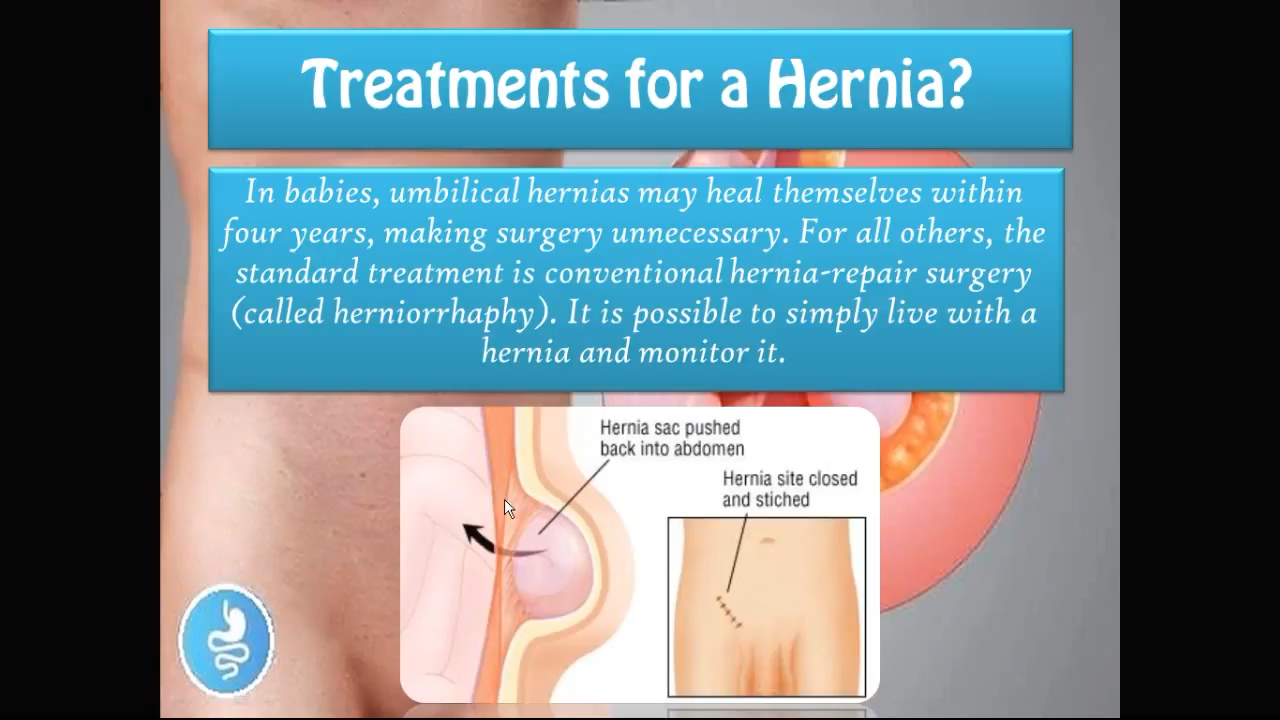 Treatments for a Hernia?
In babies, umbilical hernias may heal themselves within
four years, making surgery unnecessary. For all others, the
standard treatment is conventional hernia-repair surgery
(called herniorrhaphy). It is possible to simply live with a
hernia and monitor it.
Hernia sac pushed
back into abdomen
Hernia site closed
and stiched